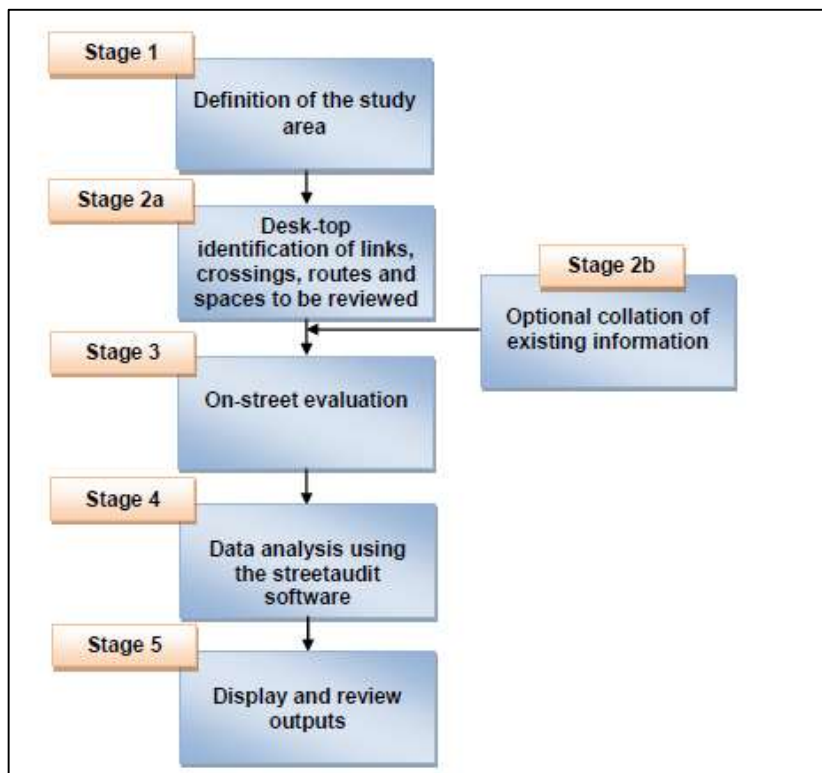 Stage 1
Definition of the study
area
Stage 2a
Desk-top
identification of links,
crossings, routes and
spaces to be reviewed
Stage 2b
Optional collation of
existing information
Stage 3
On-street evaluation
Stage 4
Data analysis using
the streetaudit
software
Stage 5
Display and review
outputs